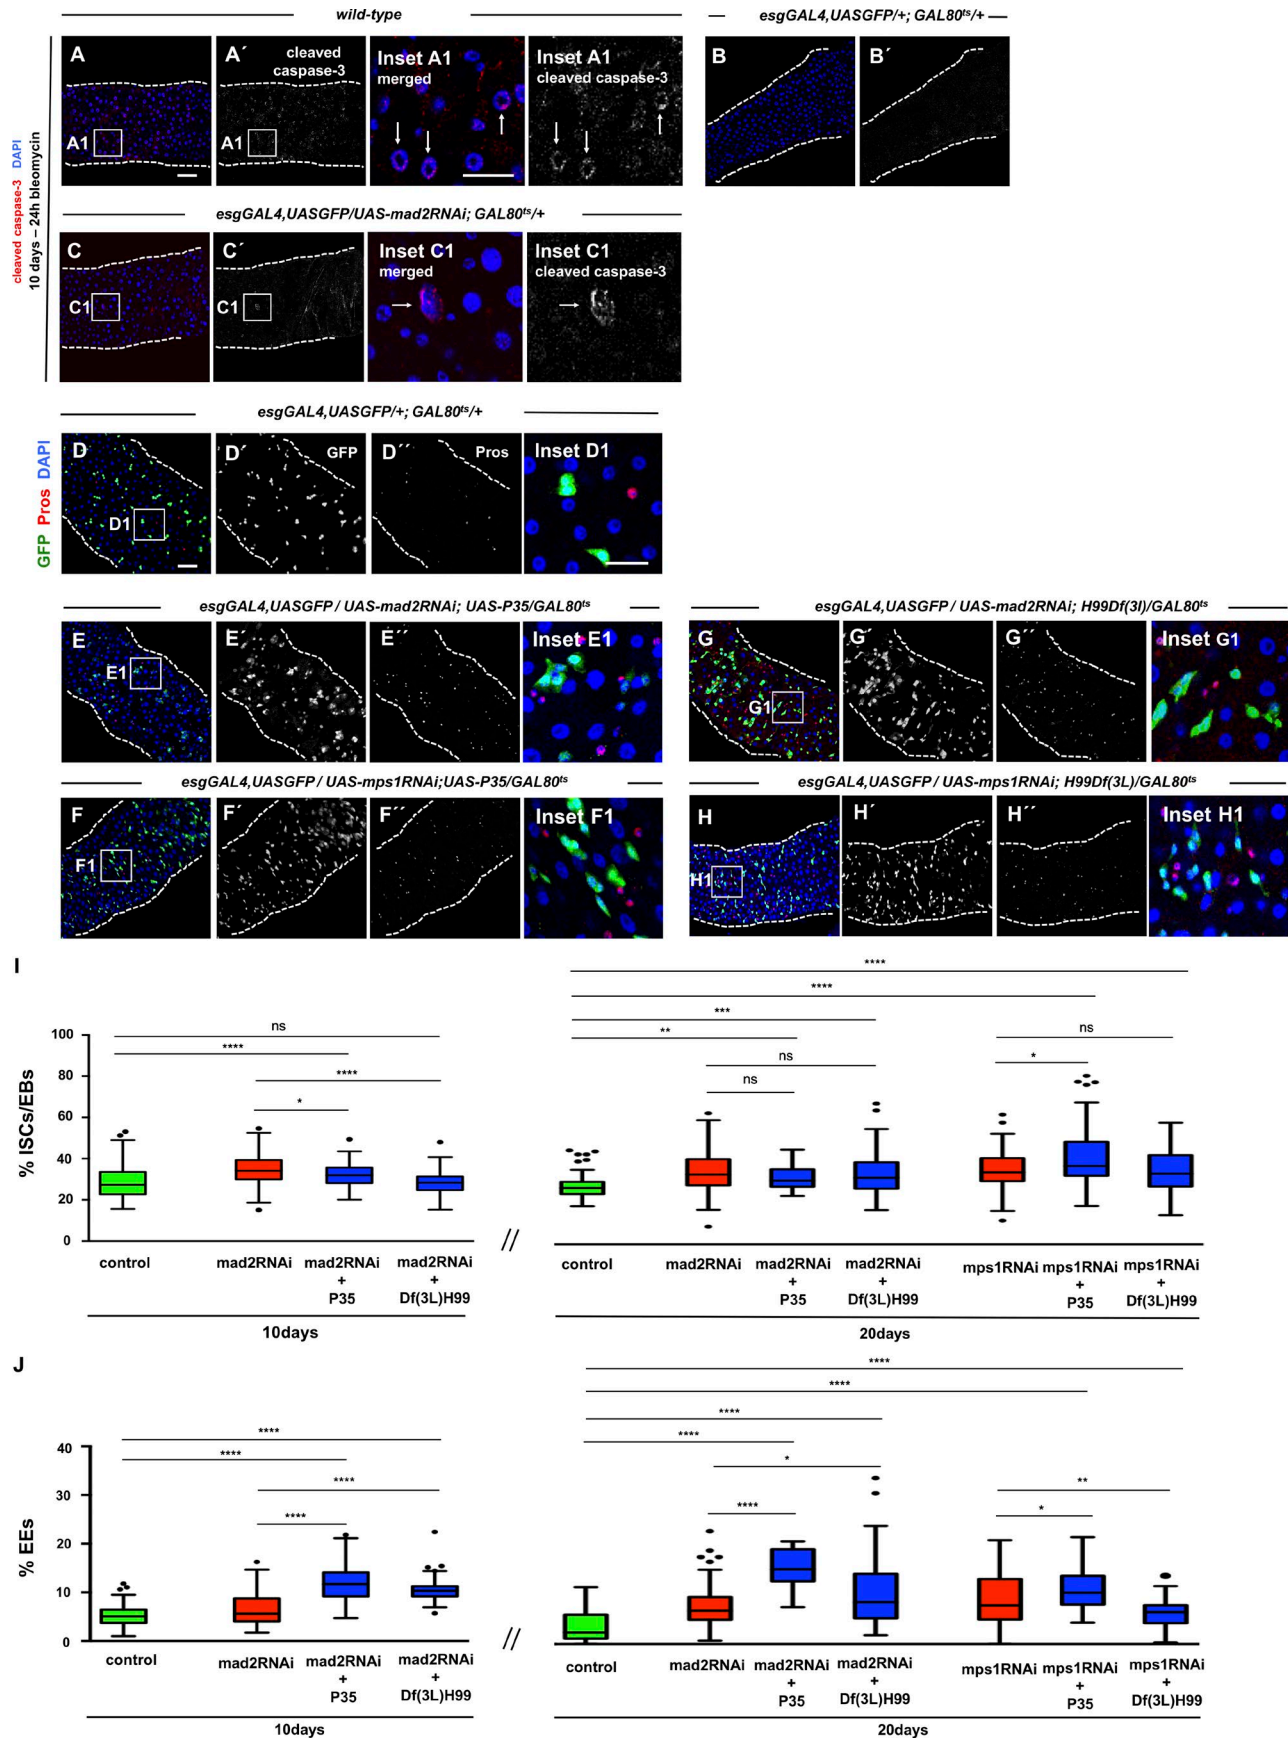 wild-type
esgGAL4,UASGFP/+; GAL80ts/+
A
A´ cleaved caspase-3
Inset A1 merged
Inset A1 cleaved caspase-3
B
B´
A1
A1
cleaved caspase-3 DAPI
10 days – 24h bleomycin
esgGAL4,UASGFP/UAS-mad2RNAi; GAL80ts/+
C
C´
Inset C1 merged
Inset C1 cleaved caspase-3
C1
C1
esgGAL4,UASGFP/+; GAL80ts/+
GFP Pros DAPI
D
D´ GFP
D´´ Pros
Inset D1
D1
esgGAL4,UASGFP / UAS-mad2RNAi; UAS-P35/GAL80ts
E
E´
E´´
Inset E1
E1
esgGAL4,UASGFP / UAS-mad2RNAi; H99Df(3l)/GAL80ts
G
G´
G´´
Inset G1
G1
esgGAL4,UASGFP / UAS-mps1RNAi;UAS-P35/GAL80ts
F
F´
F´´
Inset F1
F1
esgGAL4,UASGFP / UAS-mps1RNAi; H99Df(3L)/GAL80ts
H
H´
H´´
Inset H1
H1
I
% ISCs/EBs
100
80
60
40
20
0
ns
****
****
*
****
****
***
**
ns
ns
ns
*
control
mad2RNAi
mad2RNAi + P35
mad2RNAi + Df(3L)H99
10days
//
control
mad2RNAi
mad2RNAi + P35
mad2RNAi + Df(3L)H99
mps1RNAi
mps1RNAi + P35
mps1RNAi + Df(3L)H99
20days
J
% EEs
40
30
20
10
0
****
****
****
****
****
****
****
****
*
****
**
*
control
mad2RNAi
mad2RNAi + P35
mad2RNAi + Df(3L)H99
10days
//
control
mad2RNAi
mad2RNAi + P35
mad2RNAi + Df(3L)H99
mps1RNAi
mps1RNAi + P35
mps1RNAi + Df(3L)H99
20days